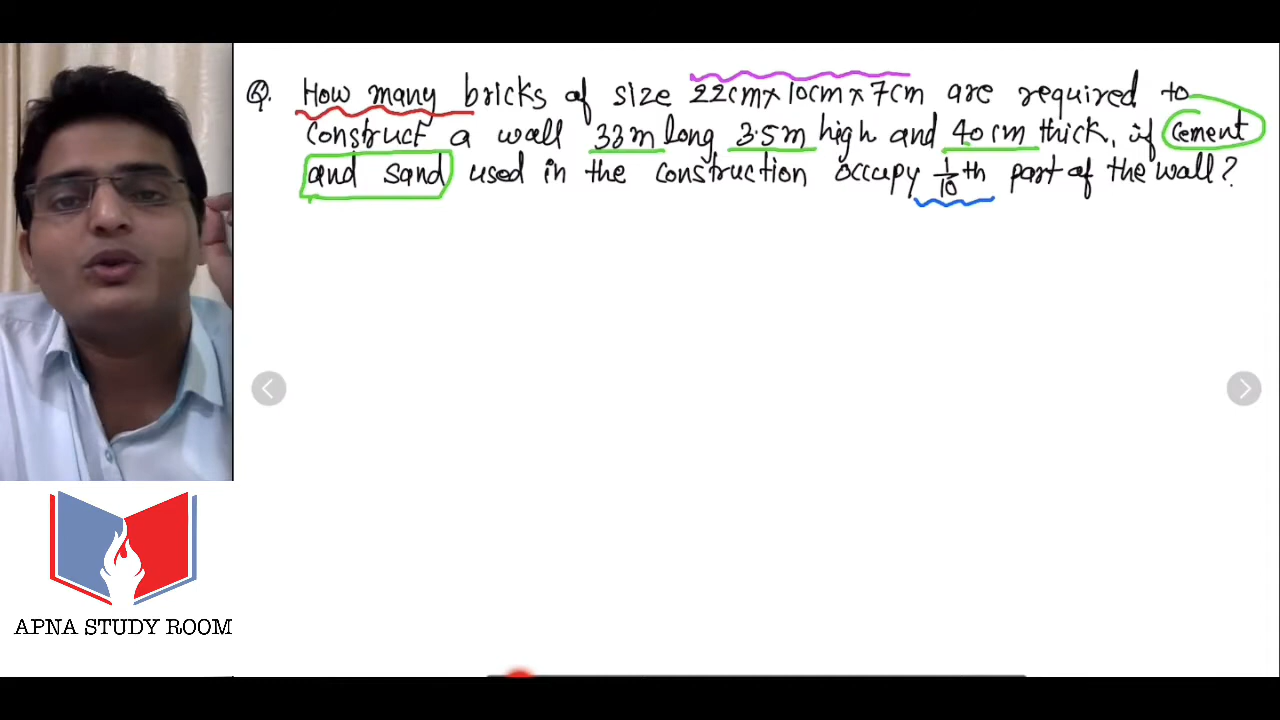 Q. How many bricks of size 22cm x 10cm x 7cm are required to
construct a wall 33m long 3.5m high and 40cm thick, if cement
and sand used in the construction occupy 1/10th part of the wall?
APNA STUDY ROOM